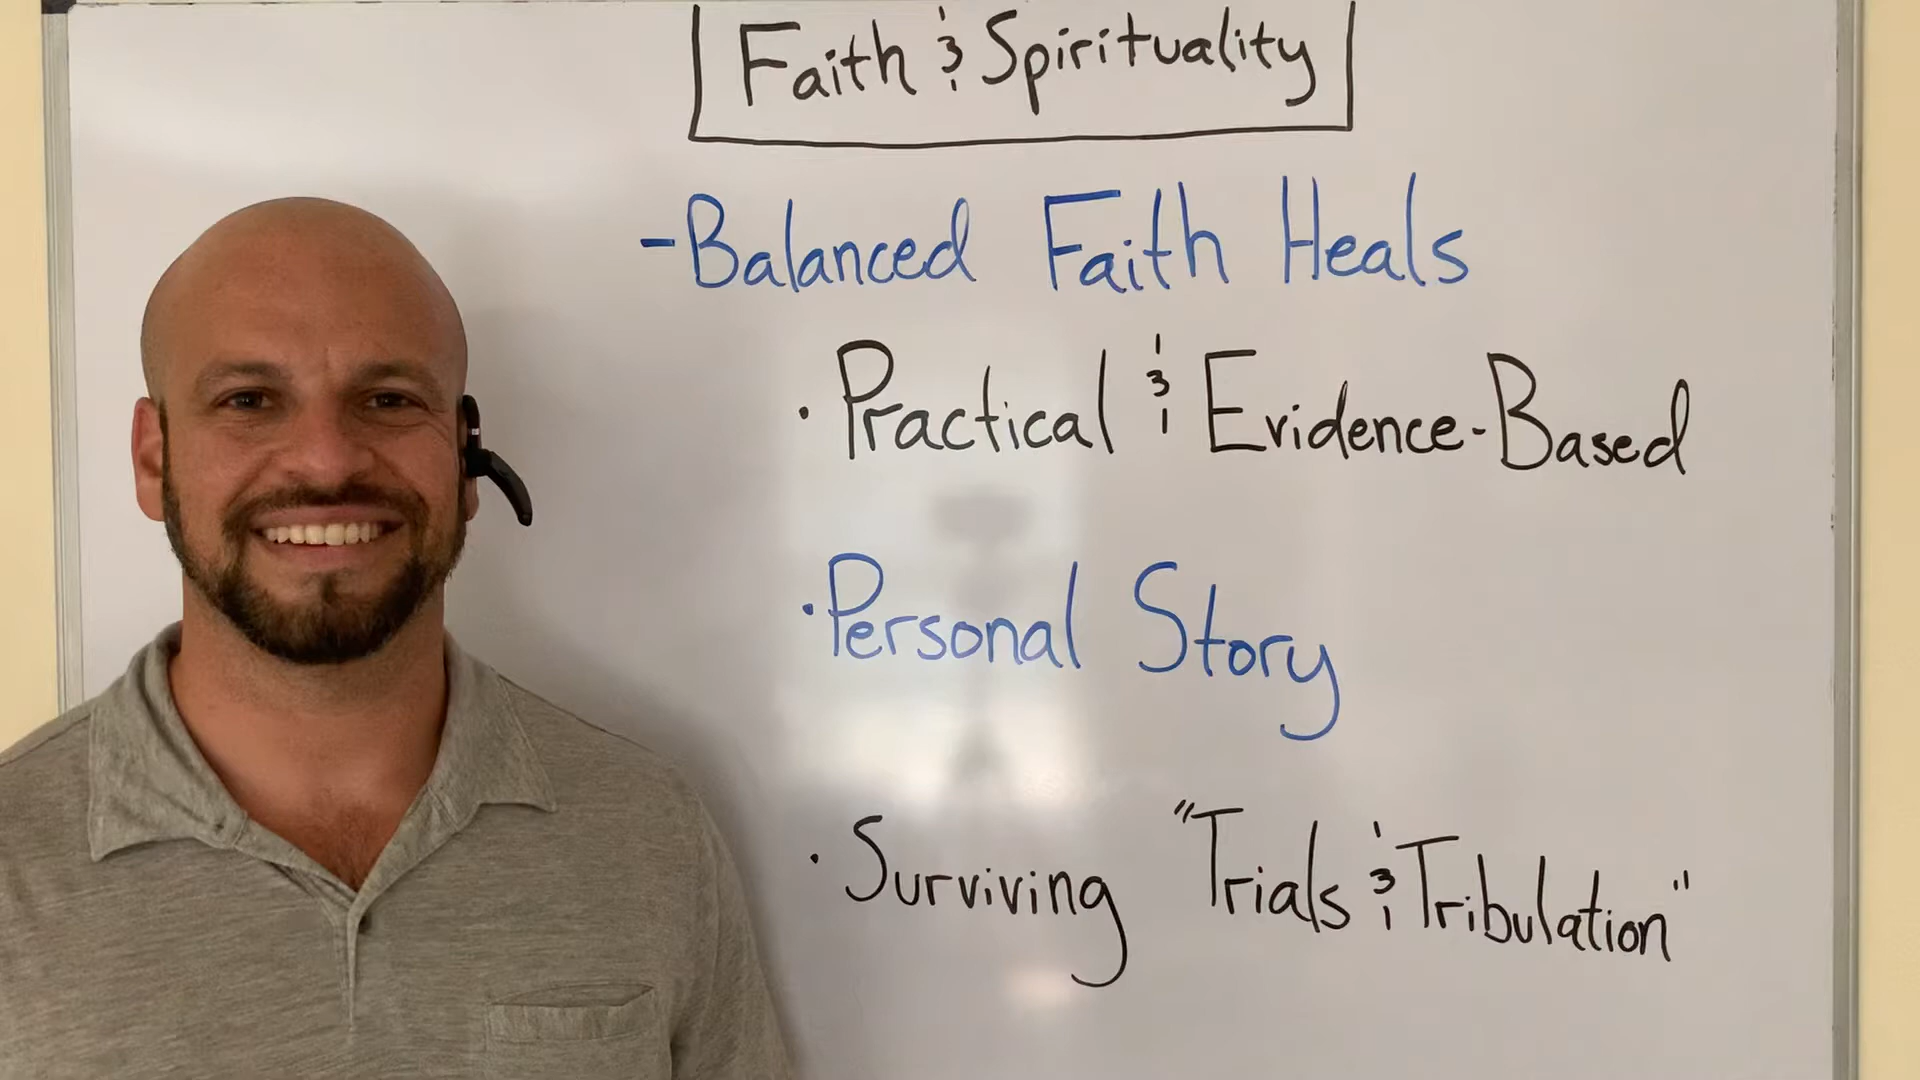 Faith & Spirituality
-Balanced Faith Heals
· Practical & Evidence-Based
· Personal Story
· Surviving "Trials & Tribulation"